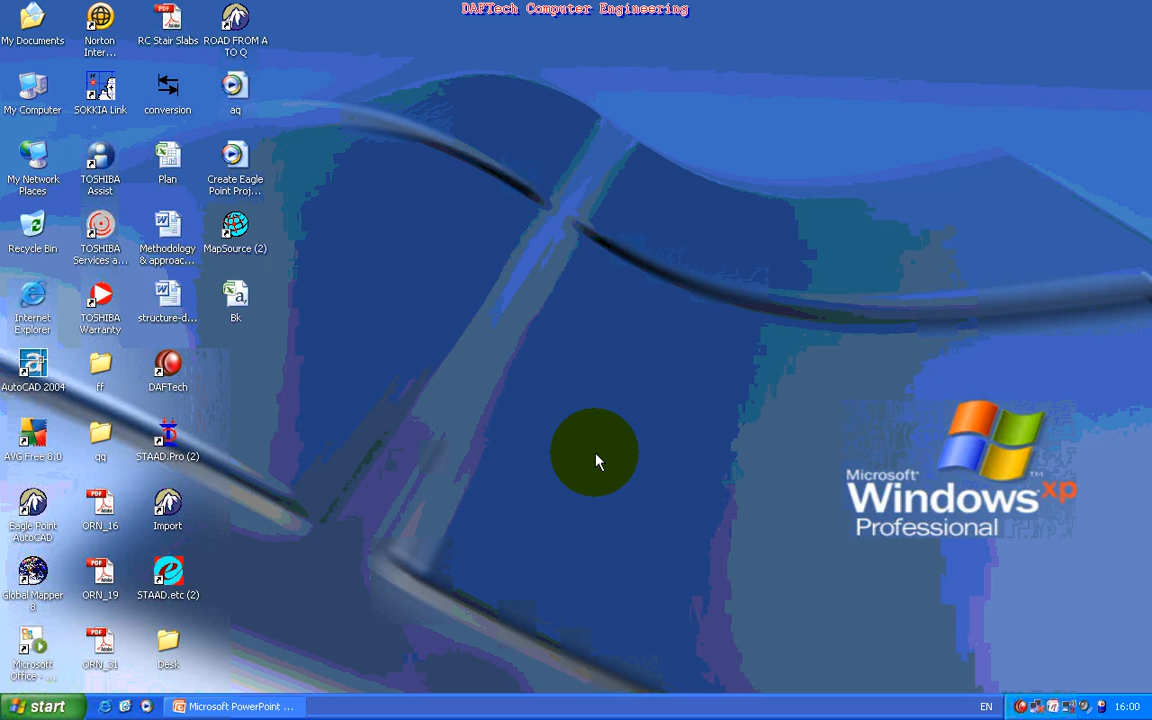 DAFTech Computer Engineering
My Documents
Norton
Inter...
RC Stair Slabs
ROAD FROM A
TO Q
My Computer
SOKKIA Link
conversion
aq
My Network
Places
TOSHIBA
Assist
Plan
Create Eagle
Point Proj...
Recycle Bin
TOSHIBA
Services a...
Methodology
& approac...
MapSource (2)
Internet
Explorer
TOSHIBA
Warranty
structure-d...
Bk
AutoCAD 2004
ff
DAFTech
AVG Free 8.0
qq
STAAD.Pro (2)
Eagle Point
AutoCAD
ORN_16
Import
Global Mapper
8
ORN_19
STAAD.etc (2)
Microsoft
Office - ...
ORN_31
Desk
Microsoft
Windows xp
Professional
start
Microsoft PowerPoint ...
EN
16:00